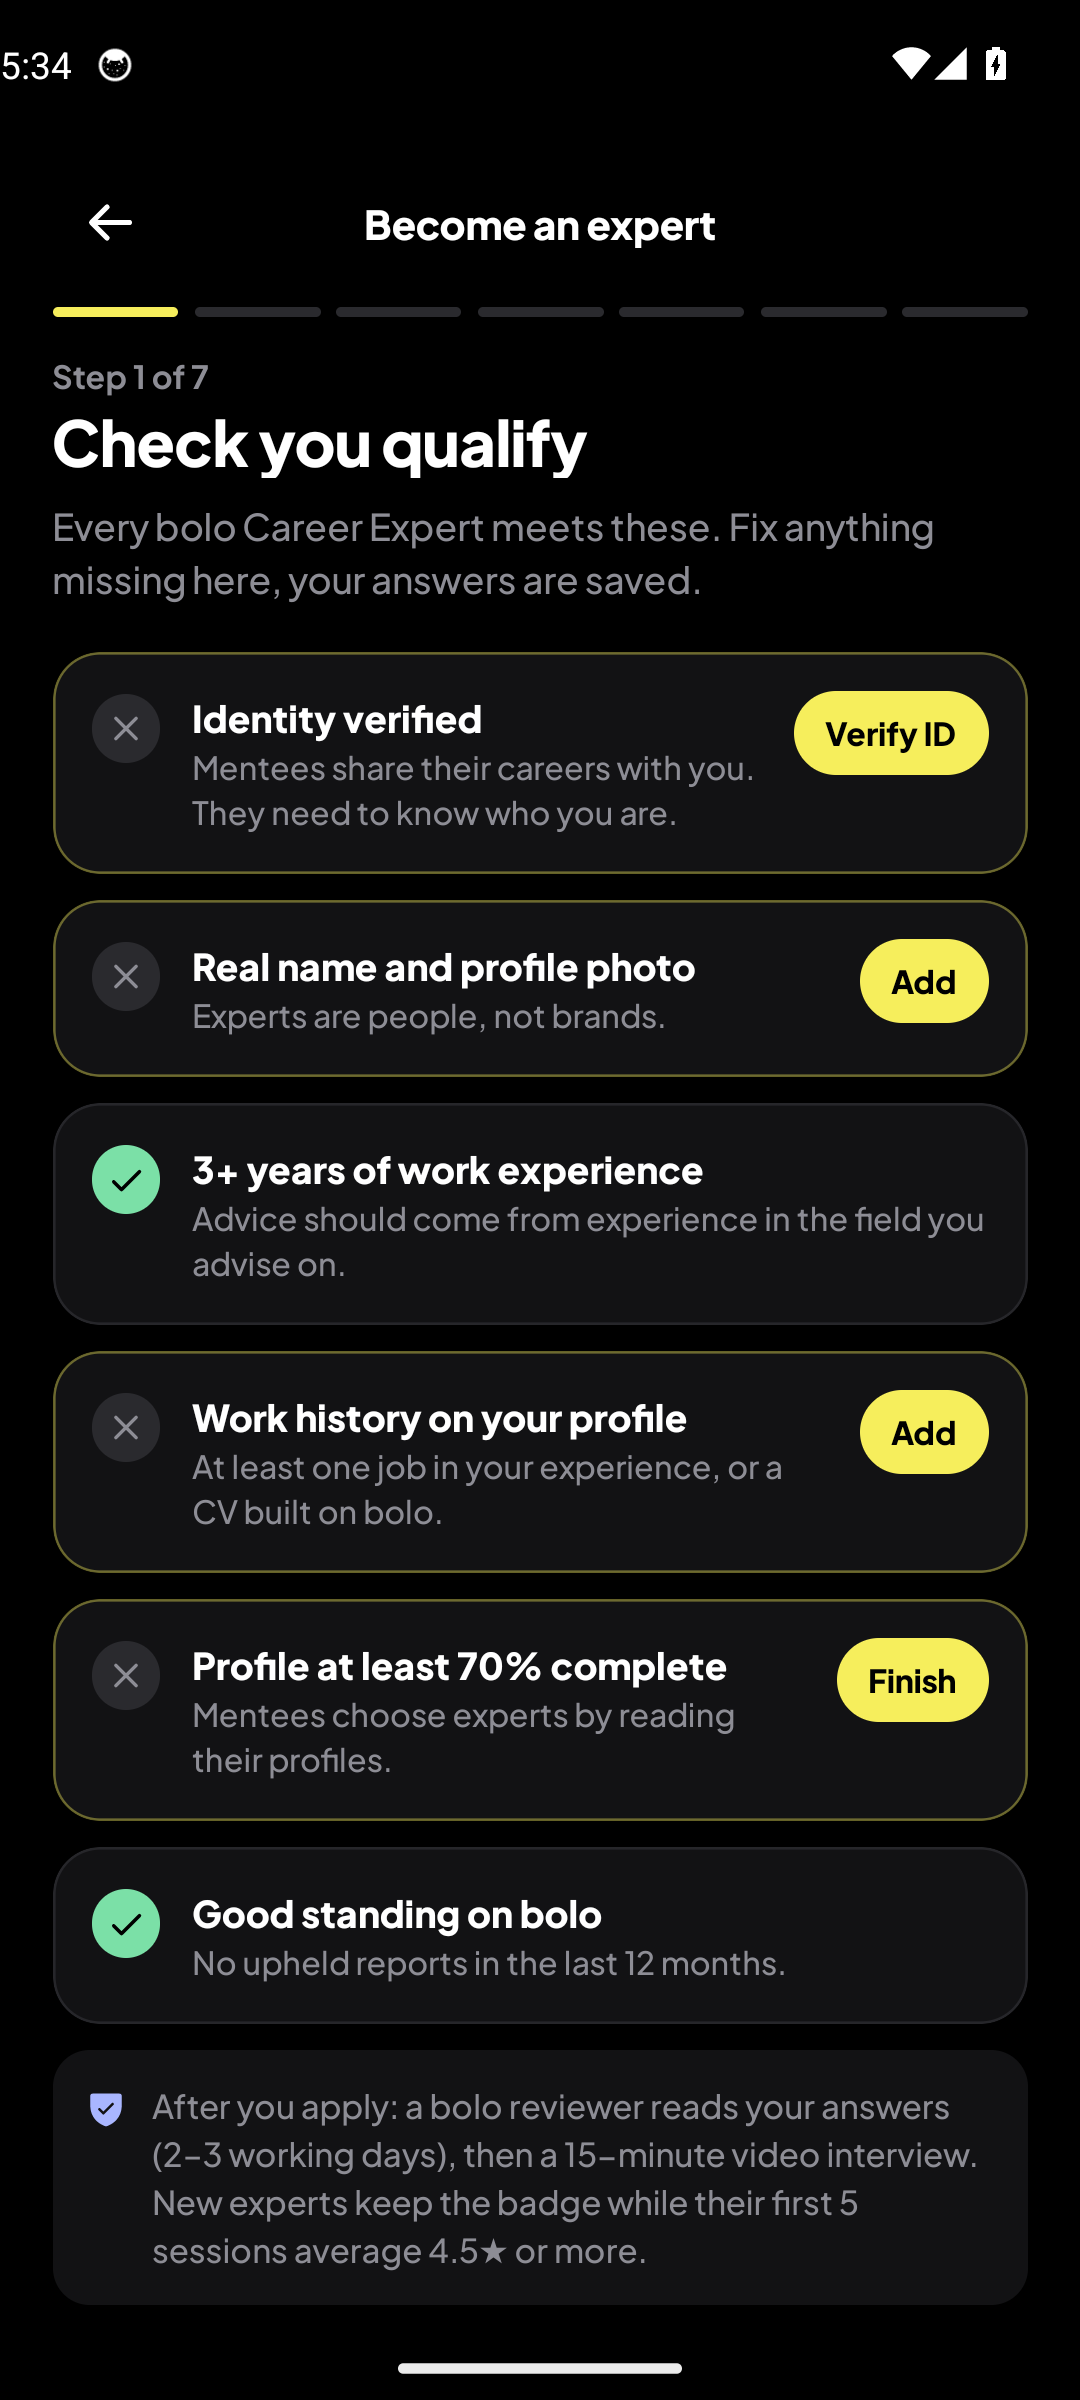 5:34
Become an expert
Step 1 of 7
Check you qualify
Every bolo Career Expert meets these. Fix anything
missing here, your answers are saved.
Identity verified
Verify ID
Mentees share their careers with you.
They need to know who you are.
Real name and profile photo
Add
Experts are people, not brands.
3+ years of work experience
Advice should come from experience in the field you
advise on.
Work history on your profile
Add
At least one job in your experience, or a
CV built on bolo.
Profile at least 70% complete
Finish
Mentees choose experts by reading
their profiles.
Good standing on bolo
No upheld reports in the last 12 months.
After you apply: a bolo reviewer reads your answers
(2–3 working days), then a 15–minute video interview.
New experts keep the badge while their first 5
sessions average 4.5★ or more.